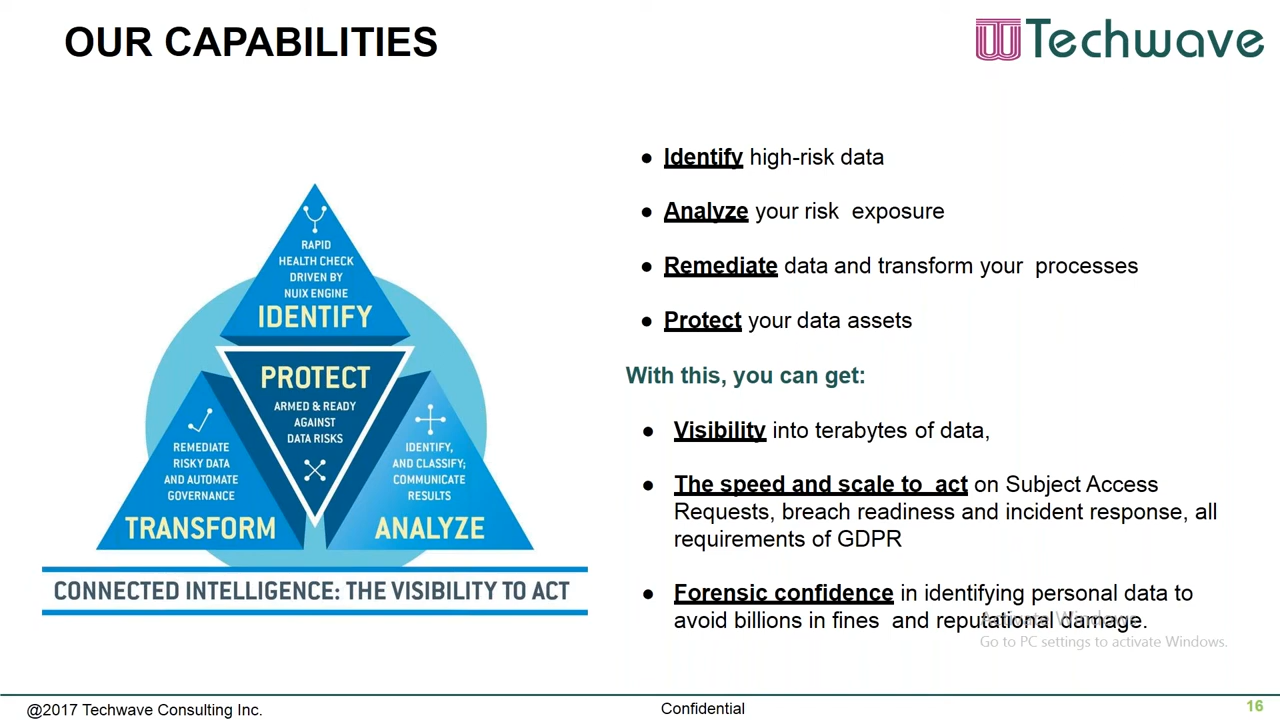 OUR CAPABILITIES
Techwave
RAPID
HEALTH CHECK
DRIVEN BY
NUIX ENGINE
IDENTIFY
PROTECT
ARMED & READY
AGAINST
DATA RISKS
REMEDIATE
RISKY DATA
AND AUTOMATE
GOVERNANCE
TRANSFORM
IDENTIFY,
AND CLASSIFY;
COMMUNICATE
RESULTS
ANALYZE
CONNECTED INTELLIGENCE: THE VISIBILITY TO ACT
● Identify high-risk data
● Analyze your risk exposure
● Remediate data and transform your processes
● Protect your data assets
With this, you can get:
● Visibility into terabytes of data,
● The speed and scale to act on Subject Access
Requests, breach readiness and incident response, all
requirements of GDPR
● Forensic confidence in identifying personal data to
avoid billions in fines and reputational damage.
Activate Windows
Go to PC settings to activate Windows.
@2017 Techwave Consulting Inc.
Confidential
16